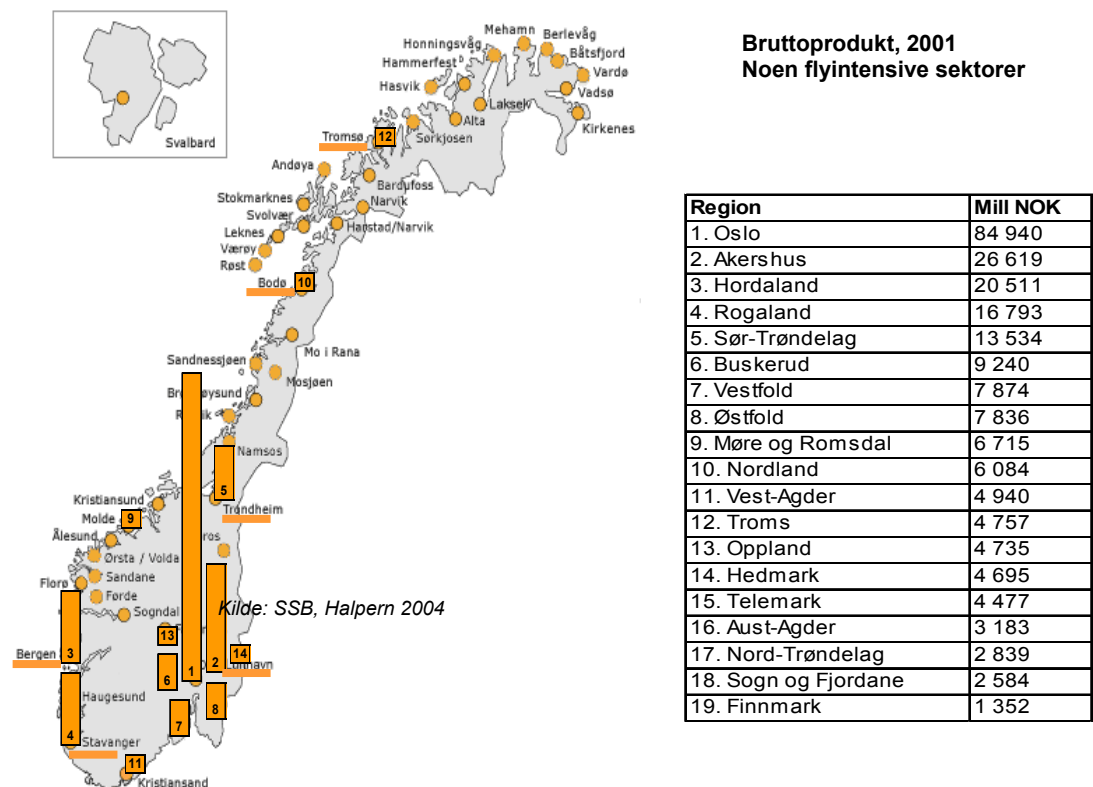 Bruttoprodukt, 2001
Noen flyintensive sektorer
Svalbard
Mehamn
Berlevåg
Honningsvåg
Båtsfjord
Hammerfest
Vardø
Hasvik
Vadsø
Lakselv
Alta
Kirkenes
Tromsø
12
Sørkjosen
Andøya
Bardufoss
Stokmarknes
Narvik
Svolvær
Harstad/Narvik
Leknes
Værøy
Røst
Bodø
10
Mo i Rana
Sandnessjøen
Mosjøen
Namsos
5
Kristiansund
Trondheim
Molde
9
Ålesund
Ørsta / Volda
Sandane
Florø
Førde
Kilde: SSB, Halpern 2004
Sogndal
13
Bergen
3
14
6
1
2
Haugesund
8
7
4
Stavanger
11
Kristiansand
Region Mill NOK
1. Oslo 84 940
2. Akershus 26 619
3. Hordaland 20 511
4. Rogaland 16 793
5. Sør-Trøndelag 13 534
6. Buskerud 9 240
7. Vestfold 7 874
8. Østfold 7 836
9. Møre og Romsdal 6 715
10. Nordland 6 084
11. Vest-Agder 4 940
12. Troms 4 757
13. Oppland 4 735
14. Hedmark 4 695
15. Telemark 4 477
16. Aust-Agder 3 183
17. Nord-Trøndelag 2 839
18. Sogn og Fjordane 2 584
19. Finnmark 1 352